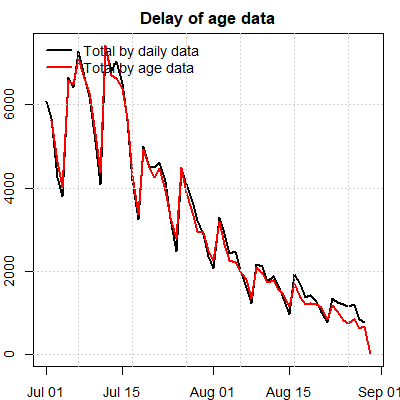 Delay of age data
Total by daily data
Total by age data
6000
4000
2000
0
Jul 01 Jul 15 Aug 01 Aug 15 Sep 01